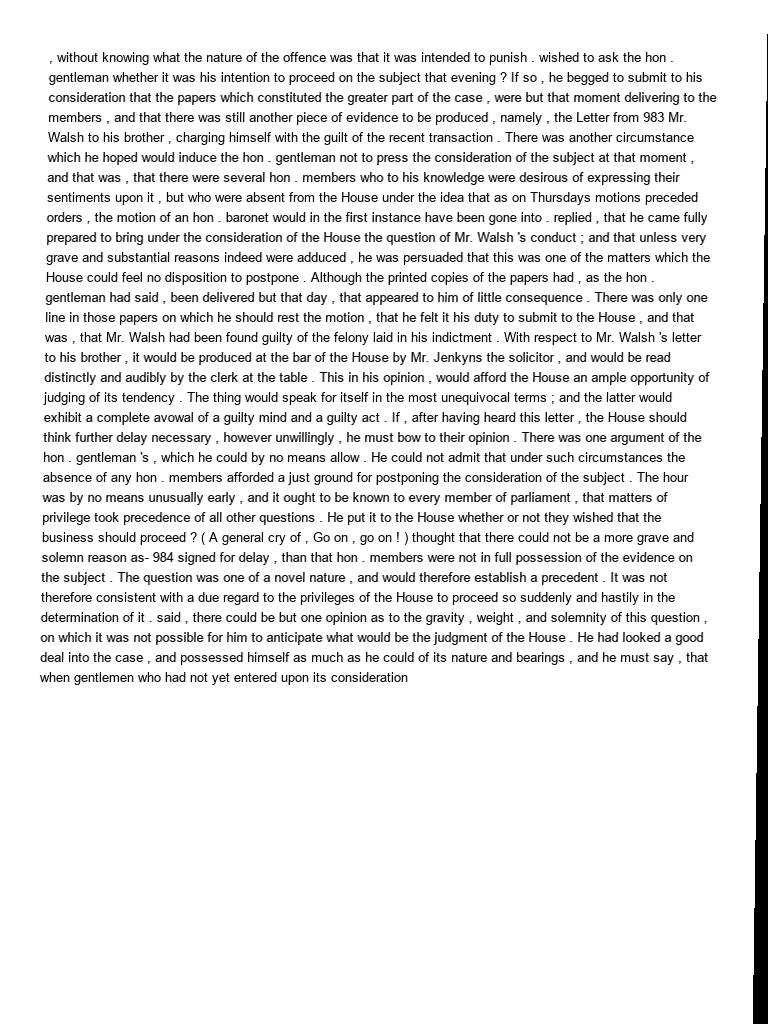 , without knowing what the nature of the offence was that it was intended to punish . wished to ask the hon .
gentleman whether it was his intention to proceed on the subject that evening ? If so , he begged to submit to his
consideration that the papers which constituted the greater part of the case , were but that moment delivering to the
members , and that there was still another piece of evidence to be produced , namely , the Letter from 983 Mr.
Walsh to his brother , charging himself with the guilt of the recent transaction . There was another circumstance
which he hoped would induce the hon . gentleman not to press the consideration of the subject at that moment ,
and that was , that there were several hon . members who to his knowledge were desirous of expressing their
sentiments upon it , but who were absent from the House under the idea that as on Thursdays motions preceded
orders , the motion of an hon . baronet would in the first instance have been gone into . replied , that he came fully
prepared to bring under the consideration of the House the question of Mr. Walsh 's conduct ; and that unless very
grave and substantial reasons indeed were adduced , he was persuaded that this was one of the matters which the
House could feel no disposition to postpone . Although the printed copies of the papers had , as the hon .
gentleman had said , been delivered but that day , that appeared to him of little consequence . There was only one
line in those papers on which he should rest the motion , that he felt it his duty to submit to the House , and that
was , that Mr. Walsh had been found guilty of the felony laid in his indictment . With respect to Mr. Walsh 's letter
to his brother , it would be produced at the bar of the House by Mr. Jenkyns the solicitor , and would be read
distinctly and audibly by the clerk at the table . This in his opinion , would afford the House an ample opportunity of
judging of its tendency . The thing would speak for itself in the most unequivocal terms ; and the latter would
exhibit a complete avowal of a guilty mind and a guilty act . If , after having heard this letter , the House should
think further delay necessary , however unwillingly , he must bow to their opinion . There was one argument of the
hon . gentleman 's , which he could by no means allow . He could not admit that under such circumstances the
absence of any hon . members afforded a just ground for postponing the consideration of the subject . The hour
was by no means unusually early , and it ought to be known to every member of parliament , that matters of
privilege took precedence of all other questions . He put it to the House whether or not they wished that the
business should proceed ? ( A general cry of , Go on , go on ! ) thought that there could not be a more grave and
solemn reason as- 984 signed for delay , than that hon . members were not in full possession of the evidence on
the subject . The question was one of a novel nature , and would therefore establish a precedent . It was not
therefore consistent with a due regard to the privileges of the House to proceed so suddenly and hastily in the
determination of it . said , there could be but one opinion as to the gravity , weight , and solemnity of this question ,
on which it was not possible for him to anticipate what would be the judgment of the House . He had looked a good
deal into the case , and possessed himself as much as he could of its nature and bearings , and he must say , that
when gentlemen who had not yet entered upon its consideration